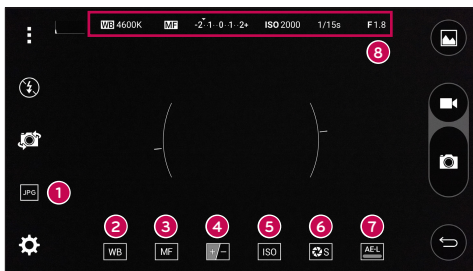 WB 4600K MF -2·1··0··1·2+ ISO 2000 1/15s F1.8
8
JPG 1
2 3 4 5 6 7
WB MF +/- ISO S AE-L